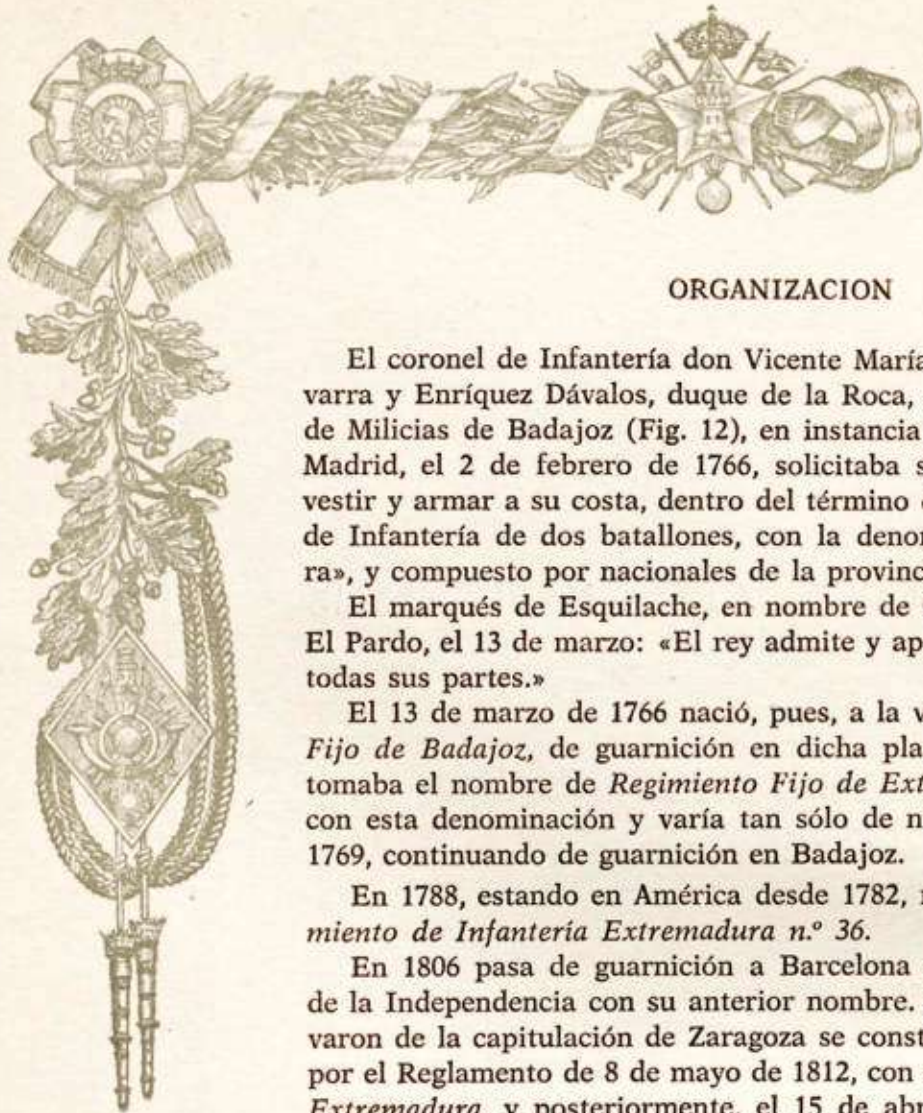 ORGANIZACION
El coronel de Infantería don Vicente María
varra y Enríquez Dávalos, duque de la Roca,
de Milicias de Badajoz (Fig. 12), en instancia
Madrid, el 2 de febrero de 1766, solicitaba s
vestir y armar a su costa, dentro del término
de Infantería de dos batallones, con la deno
ra», y compuesto por nacionales de la provinc
El marqués de Esquilache, en nombre de
El Pardo, el 13 de marzo: «El rey admite y ap
todas sus partes.»
El 13 de marzo de 1766 nació, pues, a la v
Fijo de Badajoz, de guarnición en dicha pla
tomaba el nombre de Regimiento Fijo de Ext
con esta denominación y varía tan sólo de n
1769, continuando de guarnición en Badajoz.
En 1788, estando en América desde 1782,
miento de Infantería Extremadura n.º 36.
En 1806 pasa de guarnición a Barcelona
de la Independencia con su anterior nombre.
varon de la capitulación de Zaragoza se const
por el Reglamento de 8 de mayo de 1812, con
Extremadura, y posteriormente, el 15 de abr